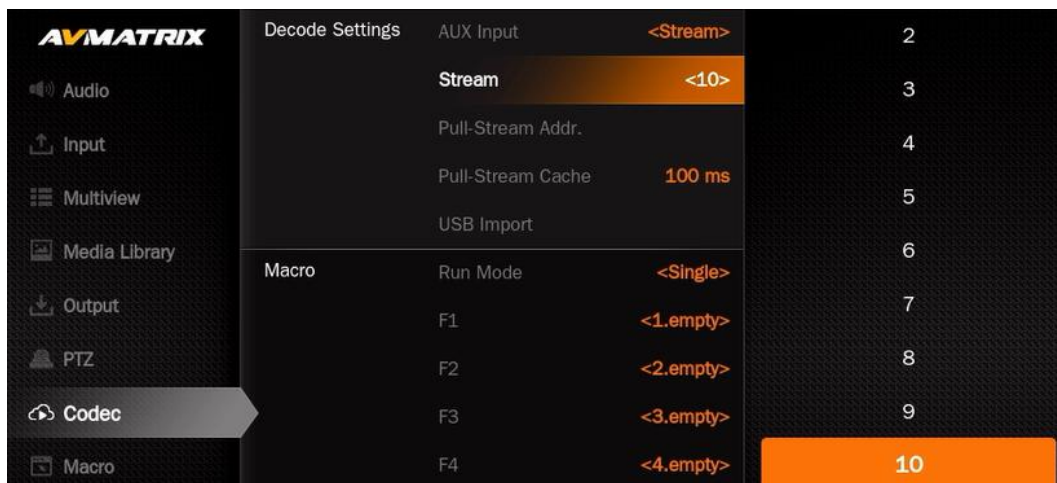 AVMATRIX
Audio
Input
Multiview
Media Library
Output
PTZ
Codec
Macro
Decode Settings
AUX Input <Stream>
Stream <10>
Pull-Stream Addr.
Pull-Stream Cache 100 ms
USB Import
Macro
Run Mode <Single>
F1 <1.empty>
F2 <2.empty>
F3 <3.empty>
F4 <4.empty>
2
3
4
5
6
7
8
9
10